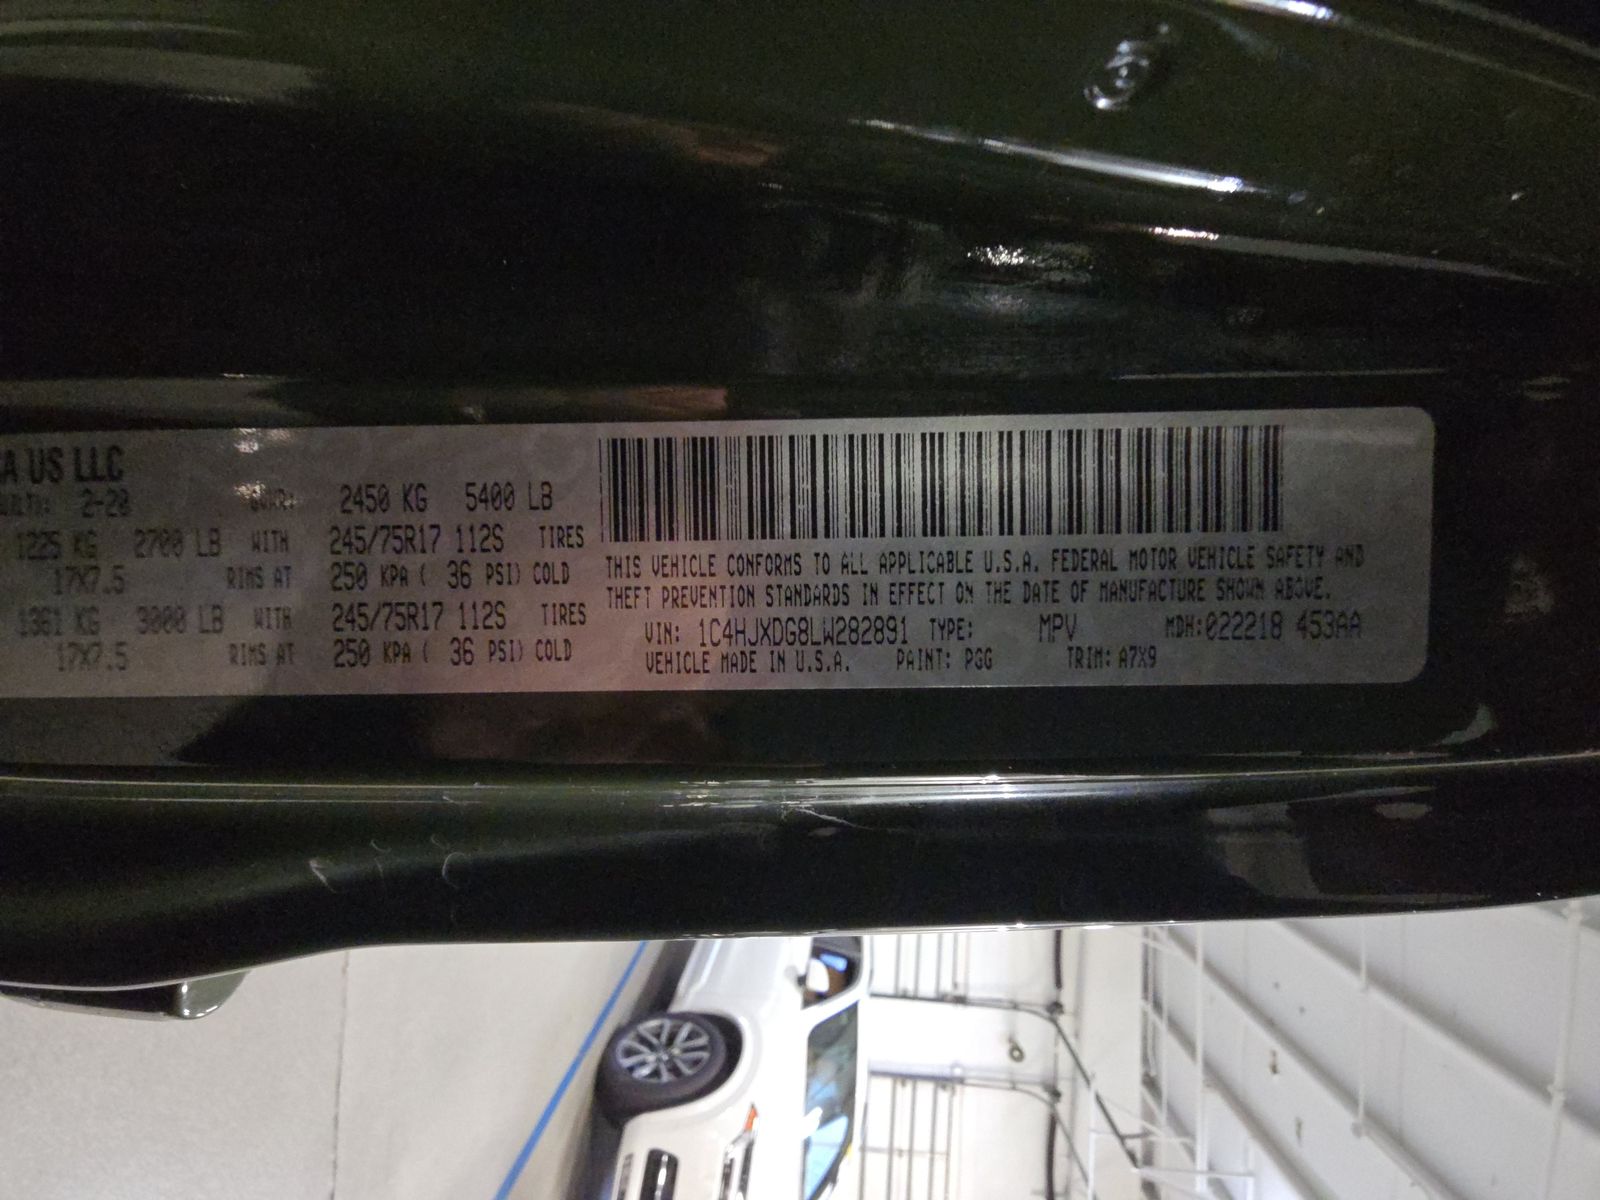 US LLC
2-20 2450 KG 5400 LB
1225 KG 2700 LB WITH 245/75R17 112S TIRES
17X7.5 RIMS AT 250 KPA ( 36 PSI) COLD
1361 KG 3000 LB WITH 245/75R17 112S TIRES
17X7.5 RIMS AT 250 KPA ( 36 PSI) COLD
THIS VEHICLE CONFORMS TO ALL APPLICABLE U.S.A. FEDERAL MOTOR VEHICLE SAFETY AND
THEFT PREVENTION STANDARDS IN EFFECT ON THE DATE OF MANUFACTURE SHOWN ABOVE.
VIN: 1C4HJXDG8LW282891 TYPE: MPV MDH:022218 453AA
VEHICLE MADE IN U.S.A. PAINT: PGG TRIM: A7X9